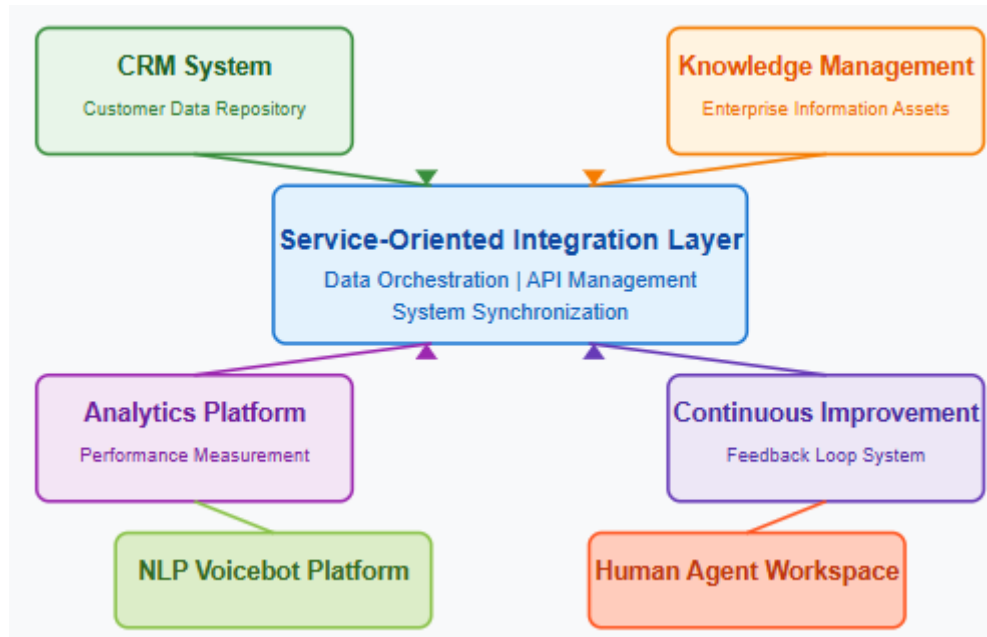 CRM System
Customer Data Repository
Knowledge Management
Enterprise Information Assets
Service-Oriented Integration Layer
Data Orchestration | API Management
System Synchronization
Analytics Platform
Performance Measurement
Continuous Improvement
Feedback Loop System
NLP Voicebot Platform
Human Agent Workspace